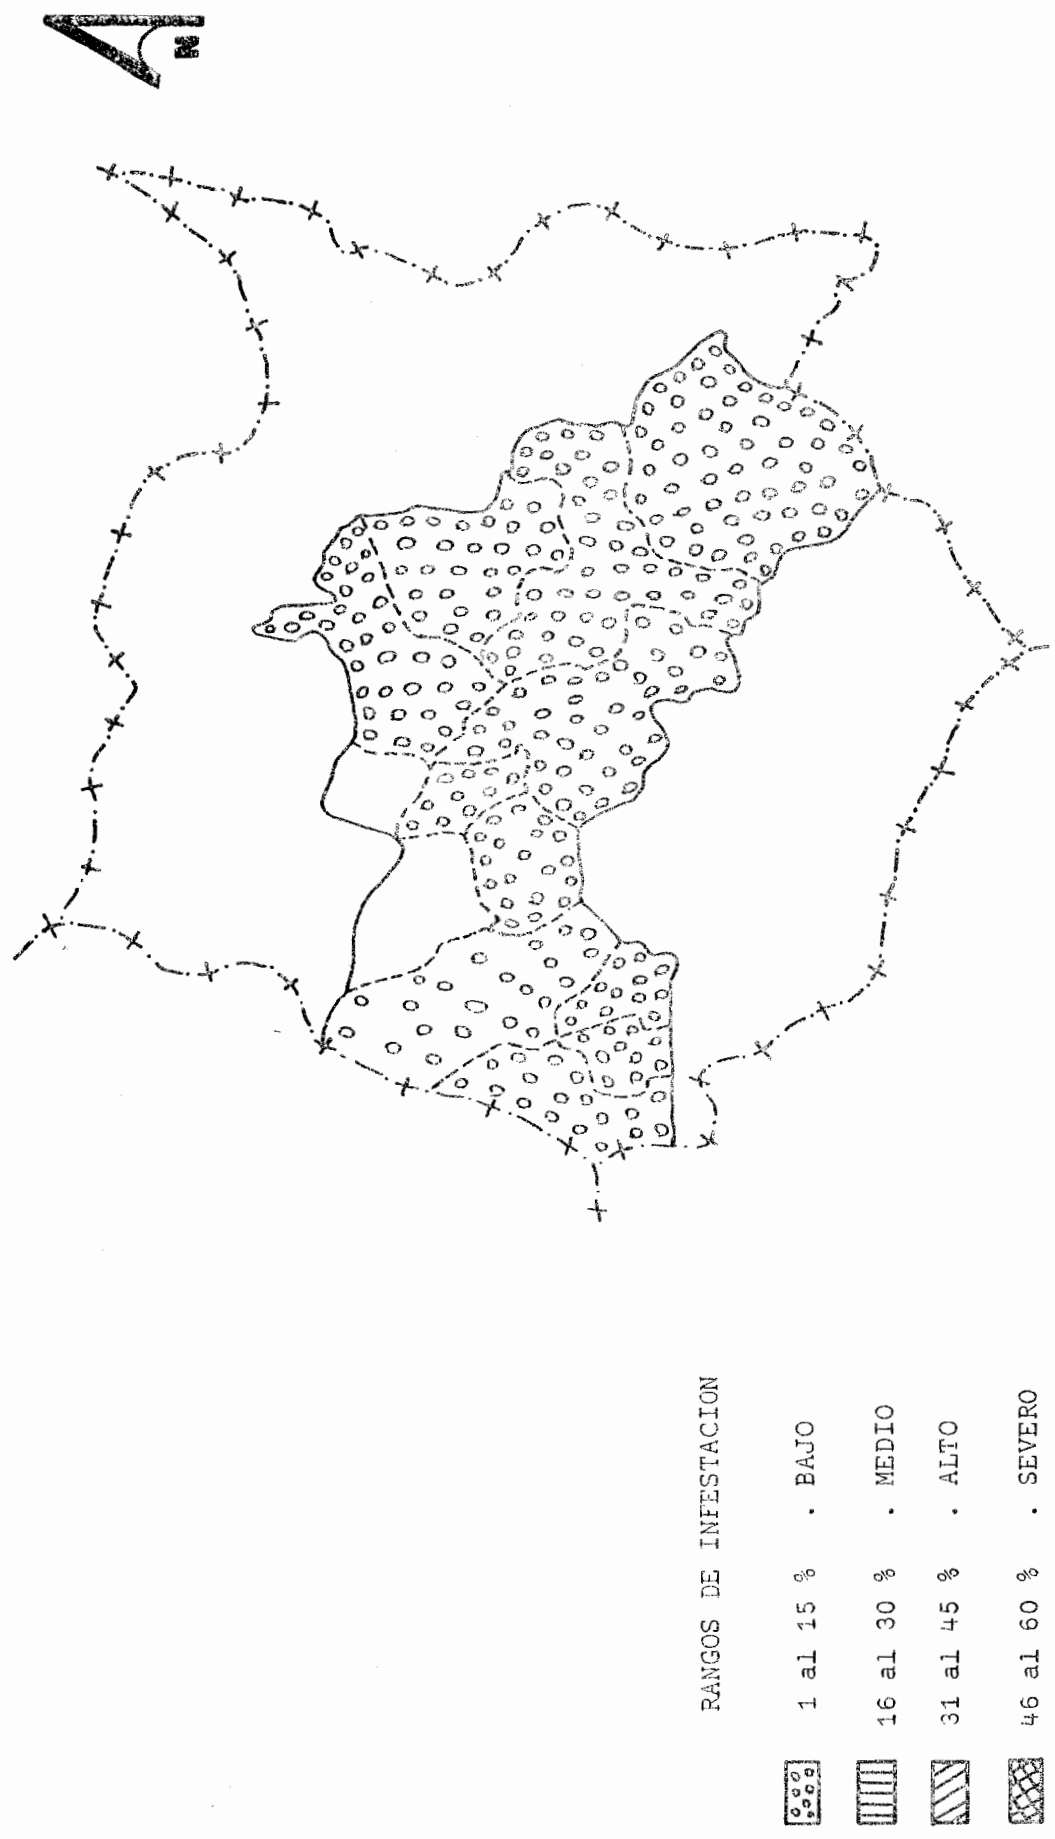 N
RANGOS DE INFESTACION
1 al 15 % . BAJO
16 al 30 % . MEDIO
31 al 45 % . ALTO
46 al 60 % . SEVERO